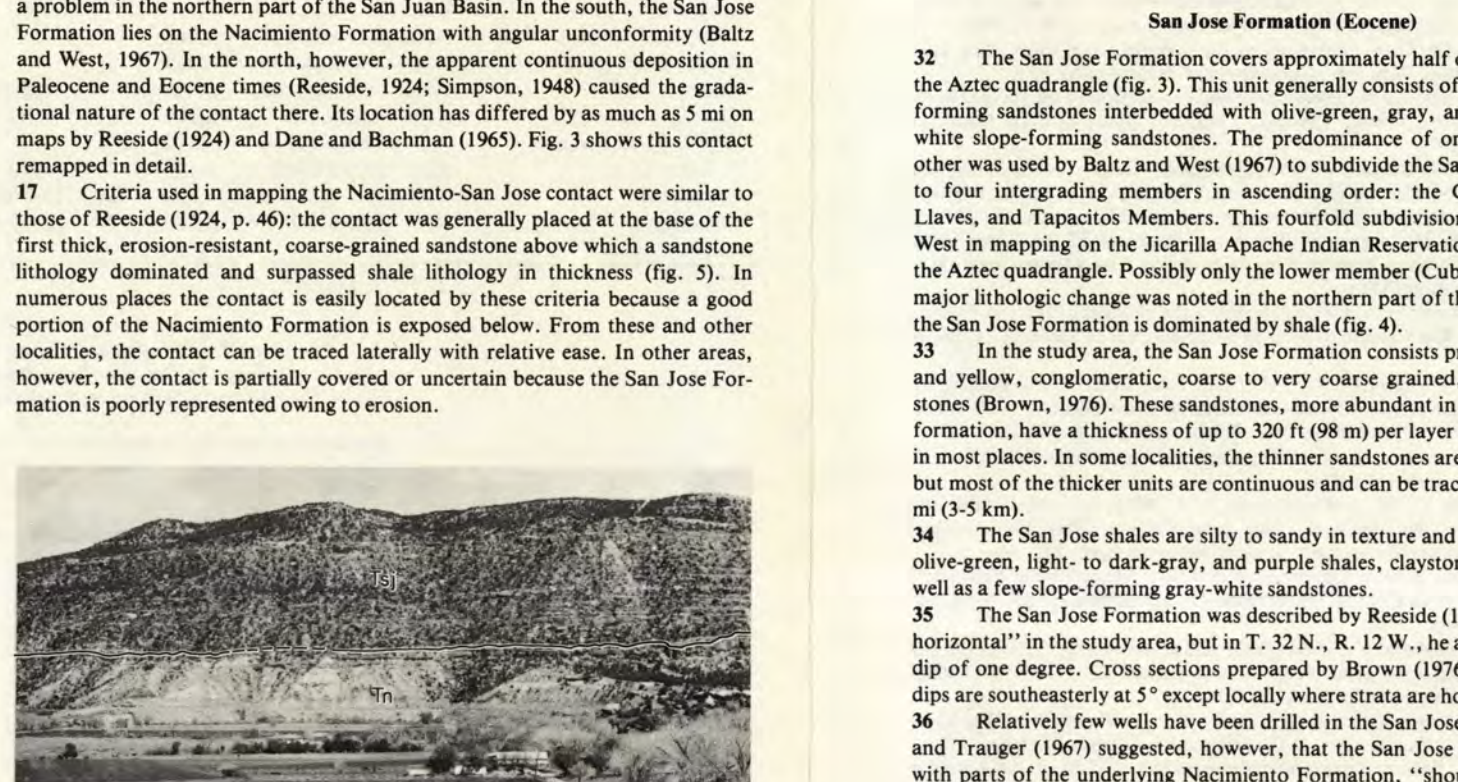 a problem in the northern part of the San Juan Basin. In the south, the San Jose
Formation lies on the Nacimiento Formation with angular unconformity (Baltz
and West, 1967). In the north, however, the apparent continuous deposition in
Paleocene and Eocene times (Reeside, 1924; Simpson, 1948) caused the grada-
tional nature of the contact there. Its location has differed by as much as 5 mi on
maps by Reeside (1924) and Dane and Bachman (1965). Fig. 3 shows this contact
remapped in detail.
17 Criteria used in mapping the Nacimiento-San Jose contact were similar to
those of Reeside (1924, p. 46): the contact was generally placed at the base of the
first thick, erosion-resistant, coarse-grained sandstone above which a sandstone
lithology dominated and surpassed shale lithology in thickness (fig. 5). In
numerous places the contact is easily located by these criteria because a good
portion of the Nacimiento Formation is exposed below. From these and other
localities, the contact can be traced laterally with relative ease. In other areas,
however, the contact is partially covered or uncertain because the San Jose For-
mation is poorly represented owing to erosion.
Tsj
Tn
San Jose Formation (Eocene)
32 The San Jose Formation covers approximately half
the Aztec quadrangle (fig. 3). This unit generally consists of
forming sandstones interbedded with olive-green, gray,
white slope-forming sandstones. The predominance of
other was used by Baltz and West (1967) to subdivide the
to four intergrading members in ascending order: the
Llaves, and Tapacitos Members. This fourfold
West in mapping on the Jicarilla Apache Indian
the Aztec quadrangle. Possibly only the lower member
major lithologic change was noted in the northern part of
the San Jose Formation is dominated by shale (fig. 4).
33 In the study area, the San Jose Formation consists
and yellow, conglomeratic, coarse to very coarse grained,
stones (Brown, 1976). These sandstones, more abundant in
formation, have a thickness of up to 320 ft (98 m) per layer
in most places. In some localities, the thinner sandstones are
but most of the thicker units are continuous and can be
mi (3-5 km).
34 The San Jose shales are silty to sandy in texture and
olive-green, light- to dark-gray, and purple shales,
well as a few slope-forming gray-white sandstones.
35 The San Jose Formation was described by Reeside
horizontal" in the study area, but in T. 32 N., R. 12 W., he
dip of one degree. Cross sections prepared by Brown (1976
dips are southeasterly at 5° except locally where strata are
36 Relatively few wells have been drilled in the San Jose
and Trauger (1967) suggested, however, that the San Jose
with parts of the underlying Nacimiento Formation,